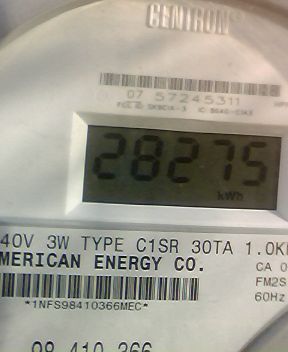 CENTRON
07 57245311
28275
kWh
40V 3W TYPE C1SR 30TA 1.0K
MERICAN ENERGY CO.
CA 0
FM2S
60Hz
*1NFS98410366MEC*
98 410 366